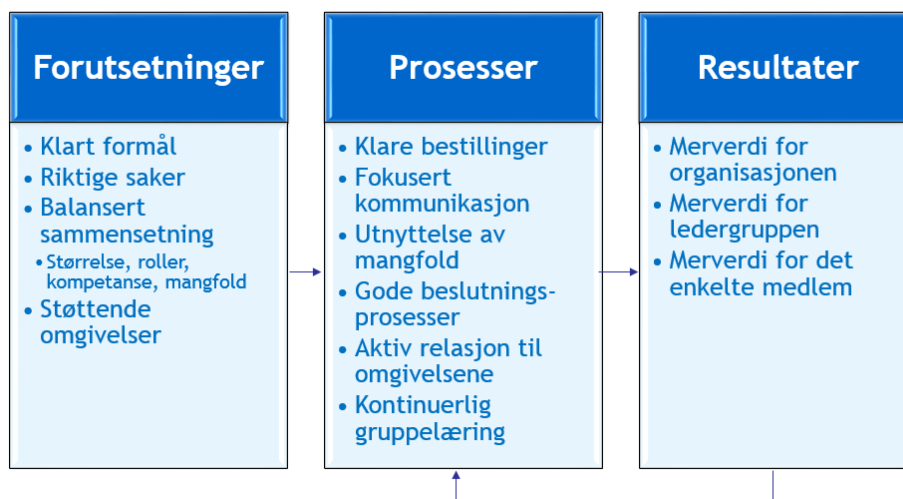 Forutsetninger
• Klart formål
• Riktige saker
• Balansert
sammensetning
• Størrelse, roller,
kompetanse, mangfold
• Støttende
omgivelser
Prosesser
• Klare bestillinger
• Fokusert
kommunikasjon
• Utnyttelse av
mangfold
• Gode beslutnings-
prosesser
• Aktiv relasjon til
omgivelsene
• Kontinuerlig
gruppelæring
Resultater
• Merverdi for
organisasjonen
• Merverdi for
ledergruppen
• Merverdi for det
enkelte medlem